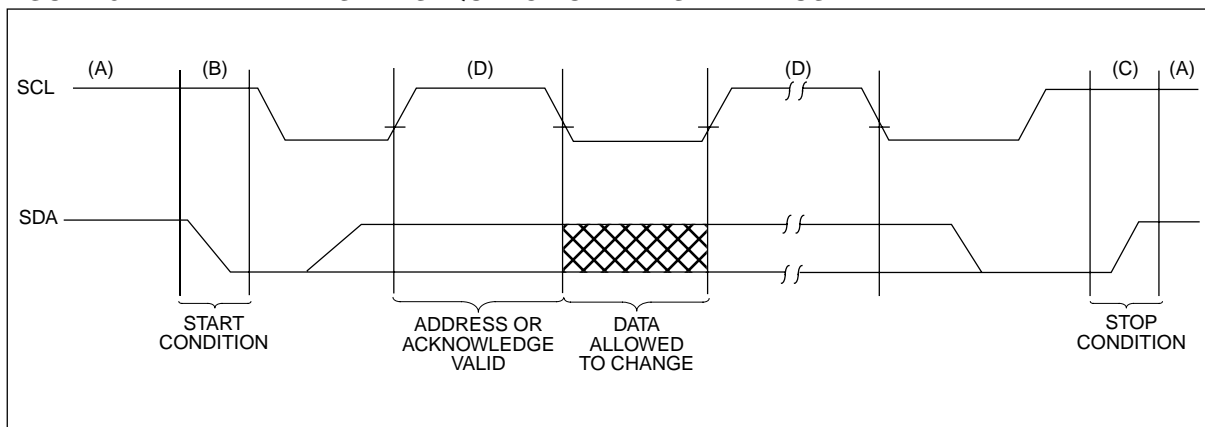 (A) (B) (D) (D) (C) (A)
SCL
SDA
START
CONDITION
ADDRESS OR
ACKNOWLEDGE
VALID
DATA
ALLOWED
TO CHANGE
STOP
CONDITION